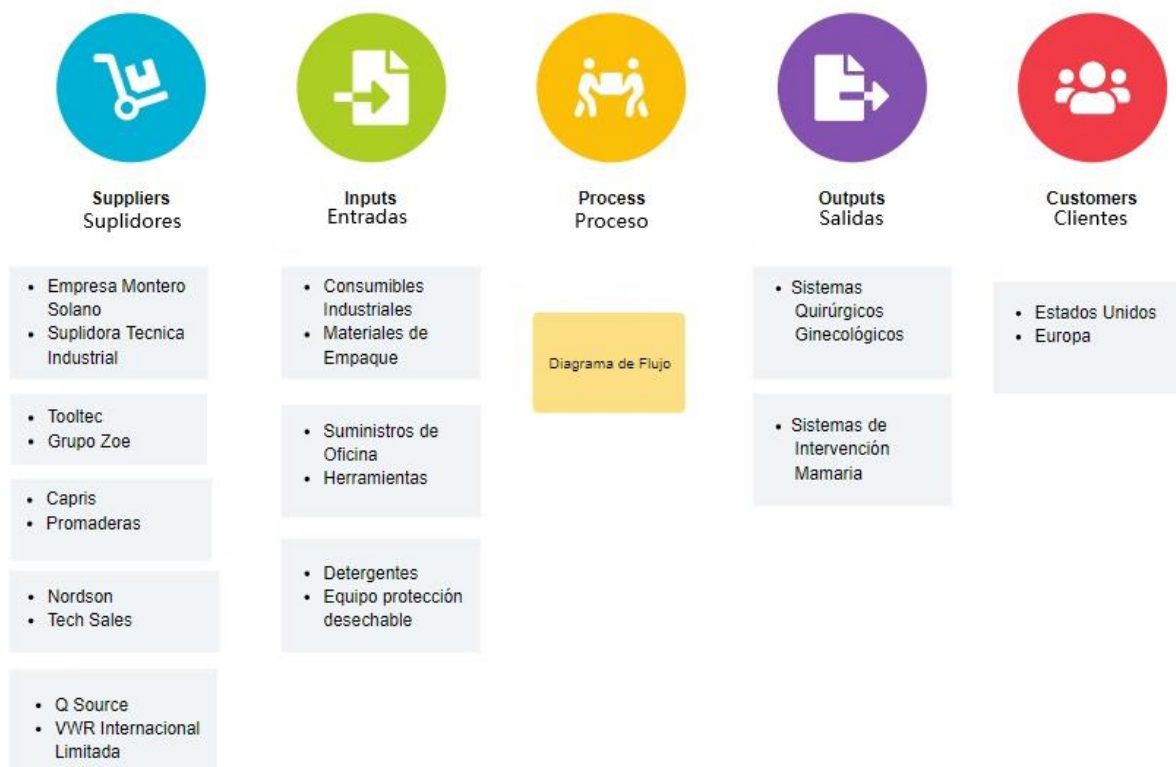 Suppliers
Suplidores
Inputs
Entradas
Process
Proceso
Outputs
Salidas
Customers
Clientes
• Empresa Montero
Solano
• Suplidora Tecnica
Industrial
• Tooltec
• Grupo Zoe
• Capris
• Promaderas
• Nordson
• Tech Sales
• Q Source
• VWR Internacional
Limitada
• Consumibles
Industriales
• Materiales de
Empaque
• Suministros de
Oficina
• Herramientas
• Detergentes
• Equipo protección
desechable
Diagrama de Flujo
• Sistemas
Quirúrgicos
Ginecológicos
• Sistemas de
Intervención
Mamaria
• Estados Unidos
• Europa